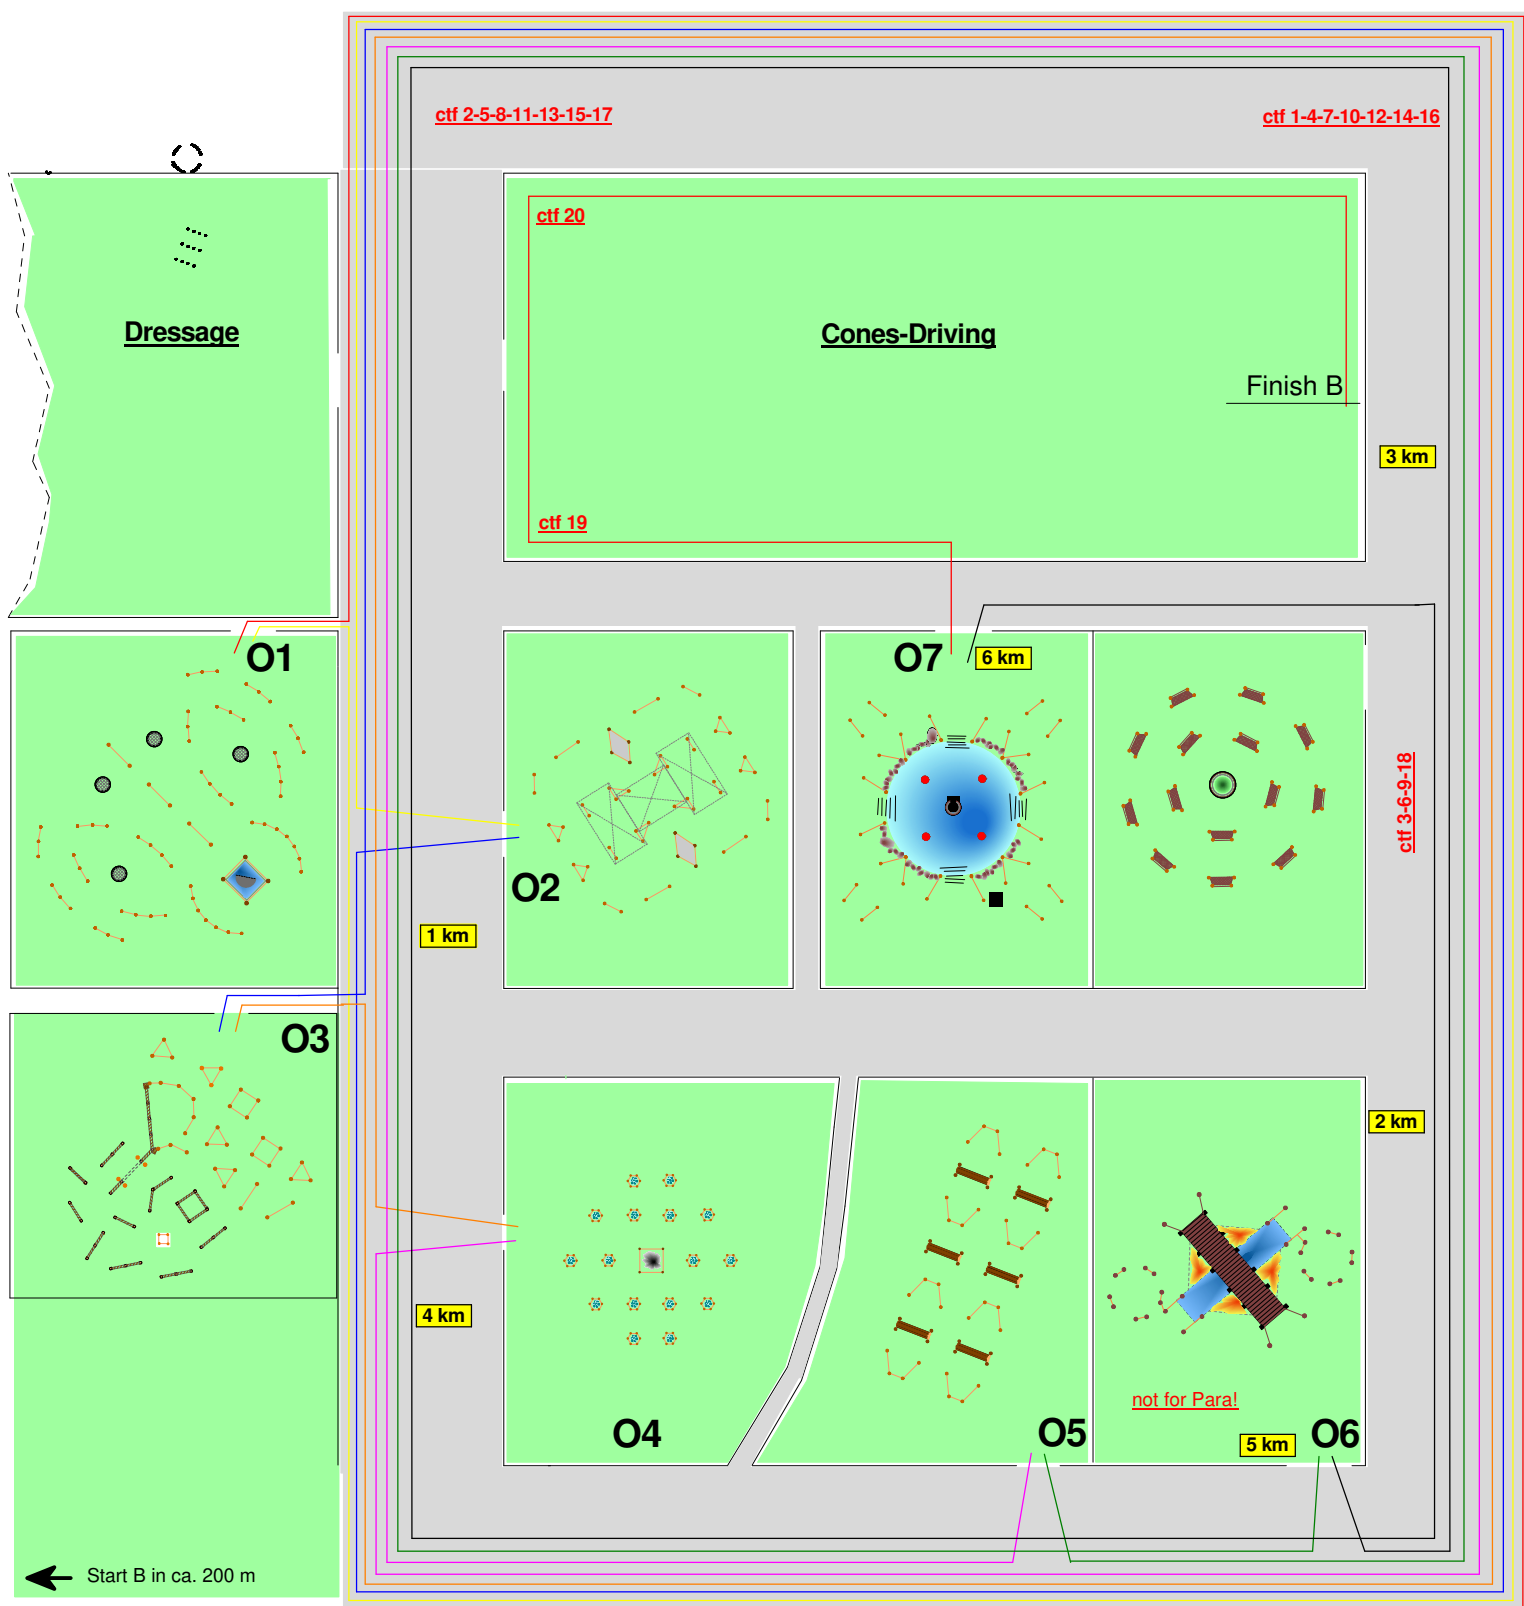 ctf 2-5-8-11-13-15-17
ctf 1-4-7-10-12-14-16
ctf 20
Dressage
Cones-Driving
Finish B
3 km
ctf 19
O1
O7
6 km
ctf 3-6-9-18
O2
1 km
O3
2 km
4 km
not for Para!
O4
O5
5 km
O6
Start B in ca. 200 m